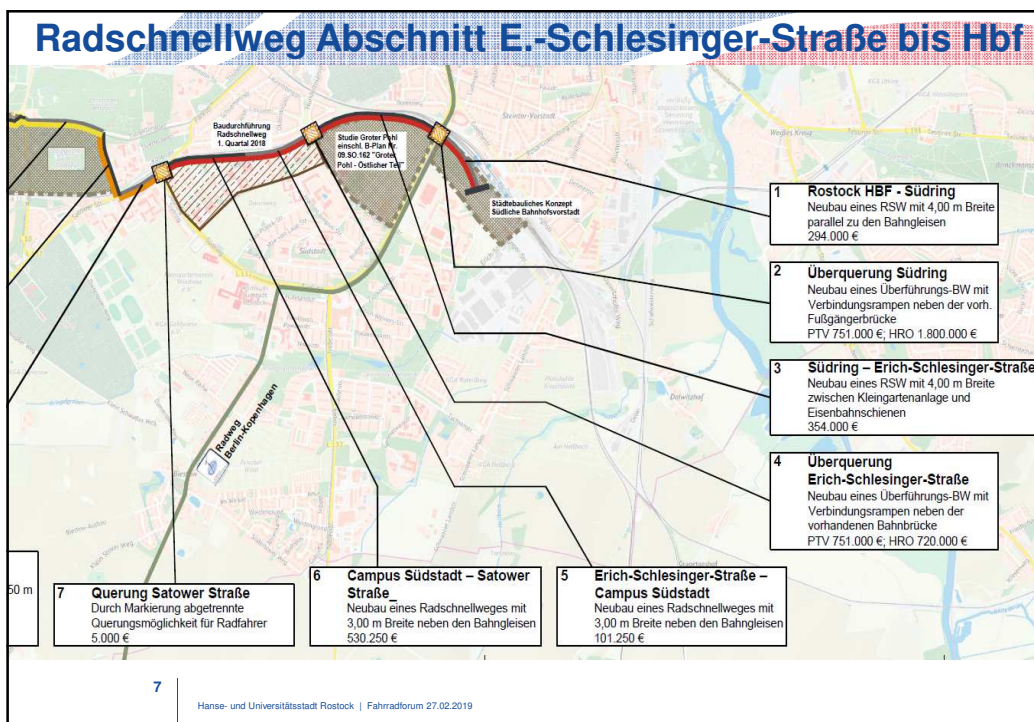 Radschnellweg Abschnitt E.-Schlesinger-Straße bis Hbf
Baudurchführung
Radschnellweg
1. Quartal 2018
Studie Groter Pohl
einschl. B-Plan Nr.
09.SO.162 "Groter
Pohl - Östlicher Teil"
Städtebauliches Konzept
Südliche Bahnhofsvorstadt
Steintor-Vorstadt
Südstadt
Weißes Kreuz
Dalwitzhof
Biestow
Radweg
Berlin-Kopenhagen
1 Rostock HBF - Südring
Neubau eines RSW mit 4,00 m Breite
parallel zu den Bahngleisen
294.000 €
2 Überquerung Südring
Neubau eines Überführungs-BW mit
Verbindungsrampen neben der vorh.
Fußgängerbrücke
PTV 751.000 €; HRO 1.800.000 €
3 Südring – Erich-Schlesinger-Straße
Neubau eines RSW mit 4,00 m Breite
zwischen Kleingartenanlage und
Eisenbahnschienen
354.000 €
4 Überquerung
Erich-Schlesinger-Straße
Neubau eines Überführungs-BW mit
Verbindungsrampen neben der
vorhandenen Bahnbrücke
PTV 751.000 €; HRO 720.000 €
50 m
7 Querung Satower Straße
Durch Markierung abgetrennte
Querungsmöglichkeit für Radfahrer
5.000 €
6 Campus Südstadt – Satower
Straße_
Neubau eines Radschnellweges mit
3,00 m Breite neben den Bahngleisen
530.250 €
5 Erich-Schlesinger-Straße –
Campus Südstadt
Neubau eines Radschnellweges mit
3,00 m Breite neben den Bahngleisen
101.250 €
7
Hanse- und Universitätsstadt Rostock | Fahrradforum 27.02.2019